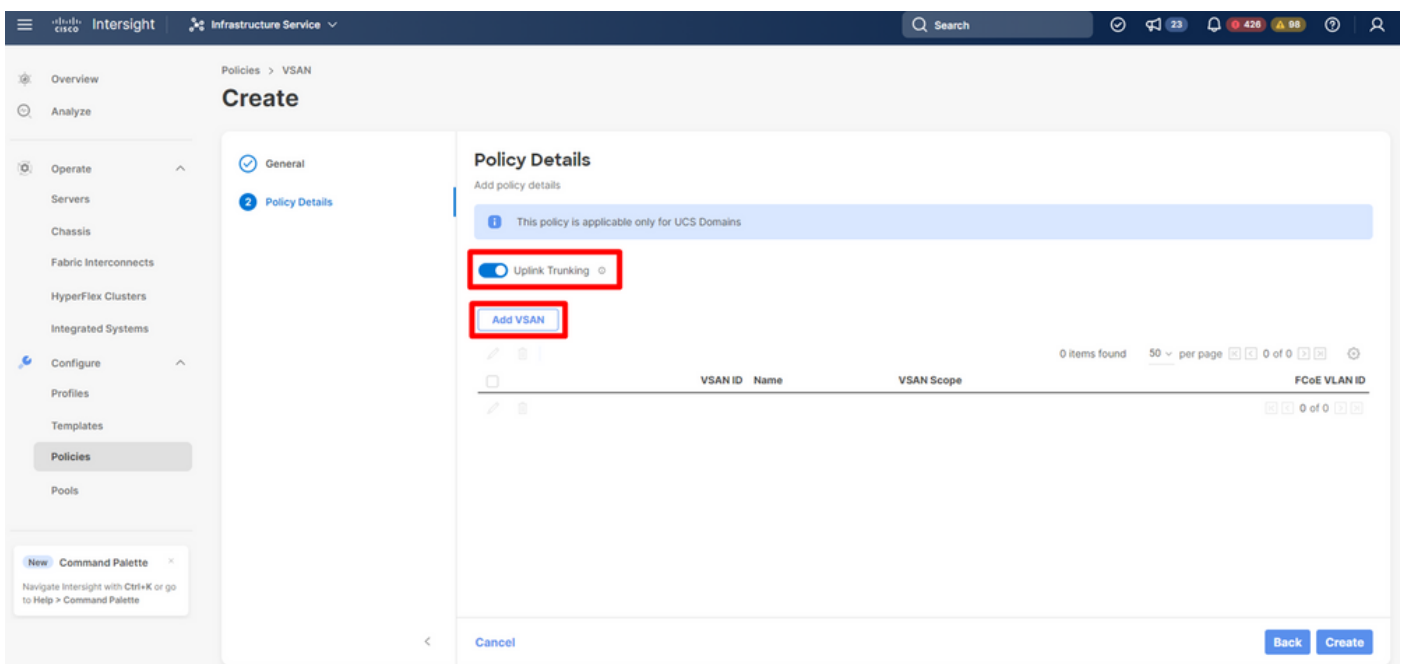 cisco Intersight Infrastructure Service Search 23 426 98
Overview
Analyze
Operate
Servers
Chassis
Fabric Interconnects
HyperFlex Clusters
Integrated Systems
Configure
Profiles
Templates
Policies
Pools
New Command Palette
Navigate Intersight with Ctrl+K or go
to Help > Command Palette
Policies > VSAN
Create
General
2 Policy Details
Policy Details
Add policy details
This policy is applicable only for UCS Domains
Uplink Trunking
Add VSAN
0 items found 50 per page 0 of 0
VSAN ID Name VSAN Scope FCoE VLAN ID
0 of 0
Cancel Back Create